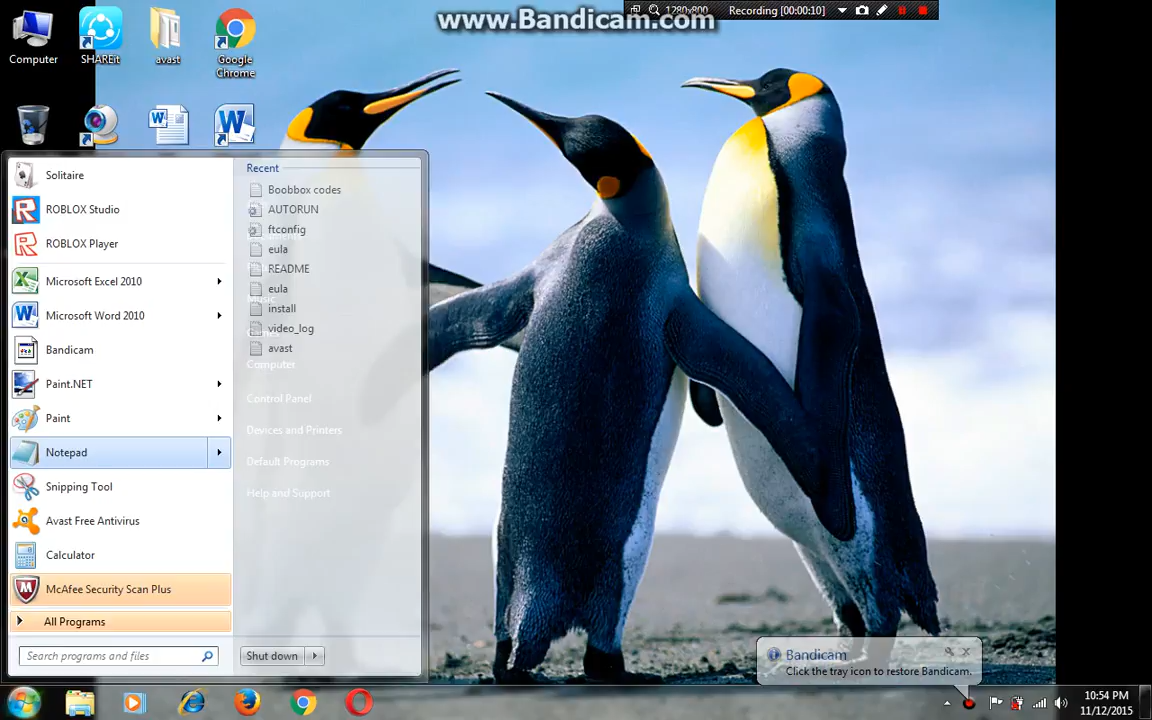 www.Bandicam.com
1280x800
Recording [00:00:10]
Computer
SHAREit
avast
Google Chrome
Solitaire
ROBLOX Studio
ROBLOX Player
Microsoft Excel 2010
Microsoft Word 2010
Bandicam
Paint.NET
Paint
Notepad
Snipping Tool
Avast Free Antivirus
Calculator
McAfee Security Scan Plus
All Programs
Search programs and files
Recent
Boobbox codes
AUTORUN
ftconfig
eula
README
eula
Music
install
video_log
avast
Computer
Control Panel
Devices and Printers
Default Programs
Help and Support
Shut down
Bandicam
Click the tray icon to restore Bandicam.
10:54 PM
11/12/2015